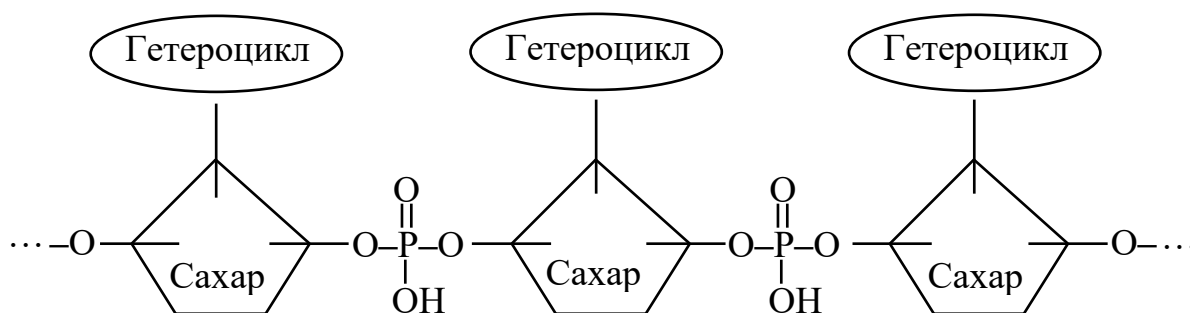 Гетероцикл Гетероцикл Гетероцикл
O O
... –O O–P–O O–P–O O– ...
Сахар Сахар Сахар
OH OH